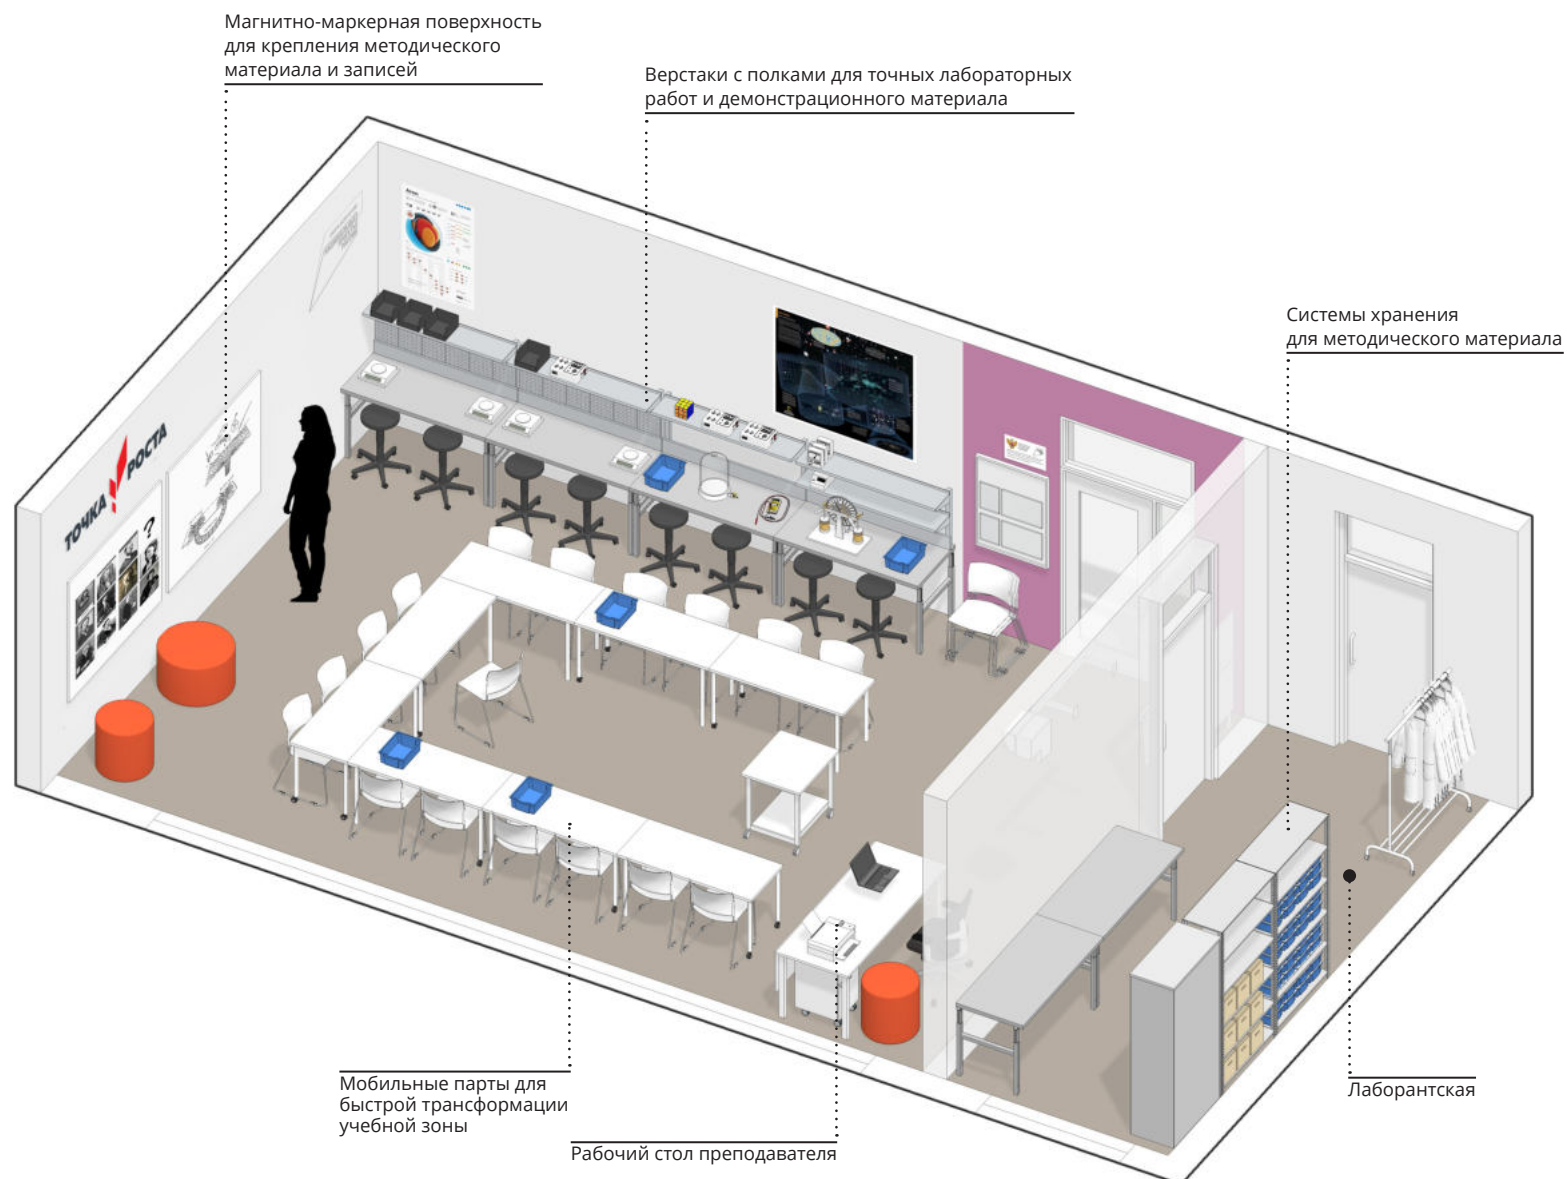 Магнитно-маркерная поверхность
для крепления методического
материала и записей
Верстаки с полками для точных лабораторных
работ и демонстрационного материала
Системы хранения
для методического материала
ТОЧКА РОСТА
?
Мобильные парты для
быстрой трансформации
учебной зоны
Рабочий стол преподавателя
Лаборантская